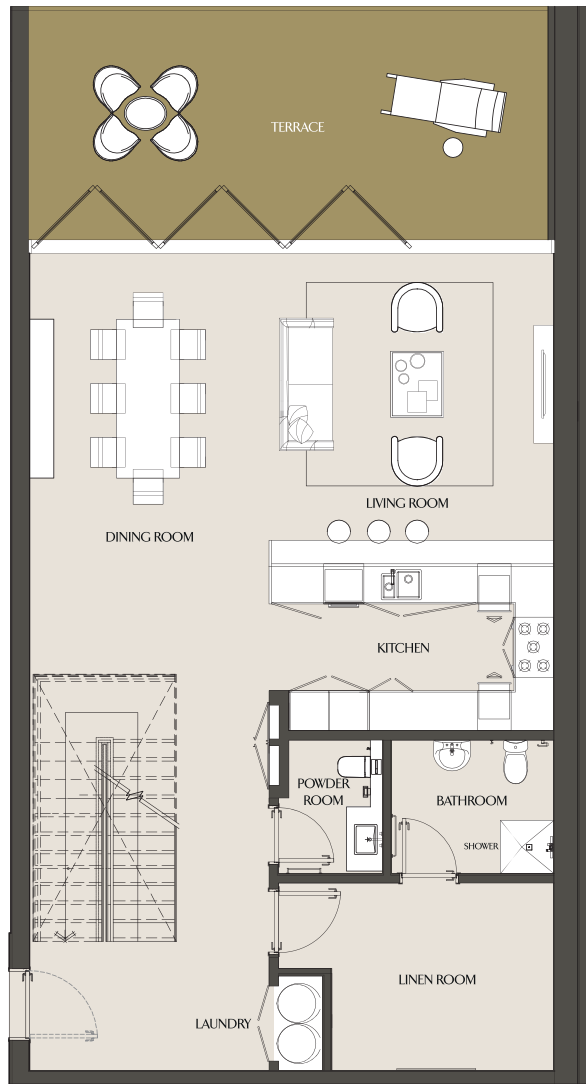 TERRACE
LIVING ROOM
DINING ROOM
KITCHEN
POWDER
ROOM
BATHROOM
SHOWER
LINEN ROOM
LAUNDRY